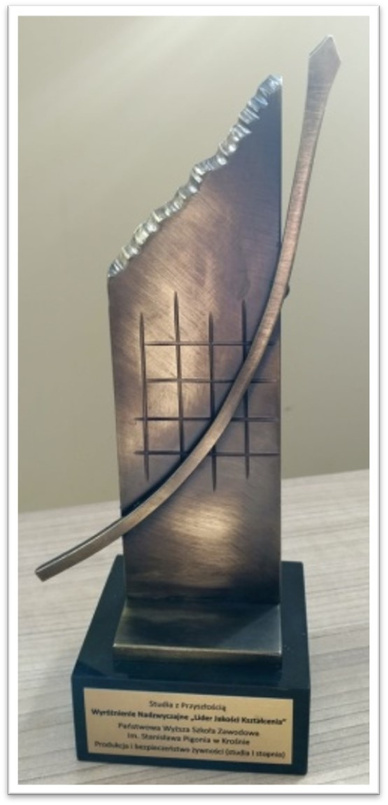 Studia z Przyszłością
Wyróżnienie Nadzwyczajne „Lider Jakości Kształcenia”
Państwowa Wyższa Szkoła Zawodowa
im. Stanisława Pigonia w Krośnie
Produkcja i bezpieczeństwo żywności (studia I stopnia)